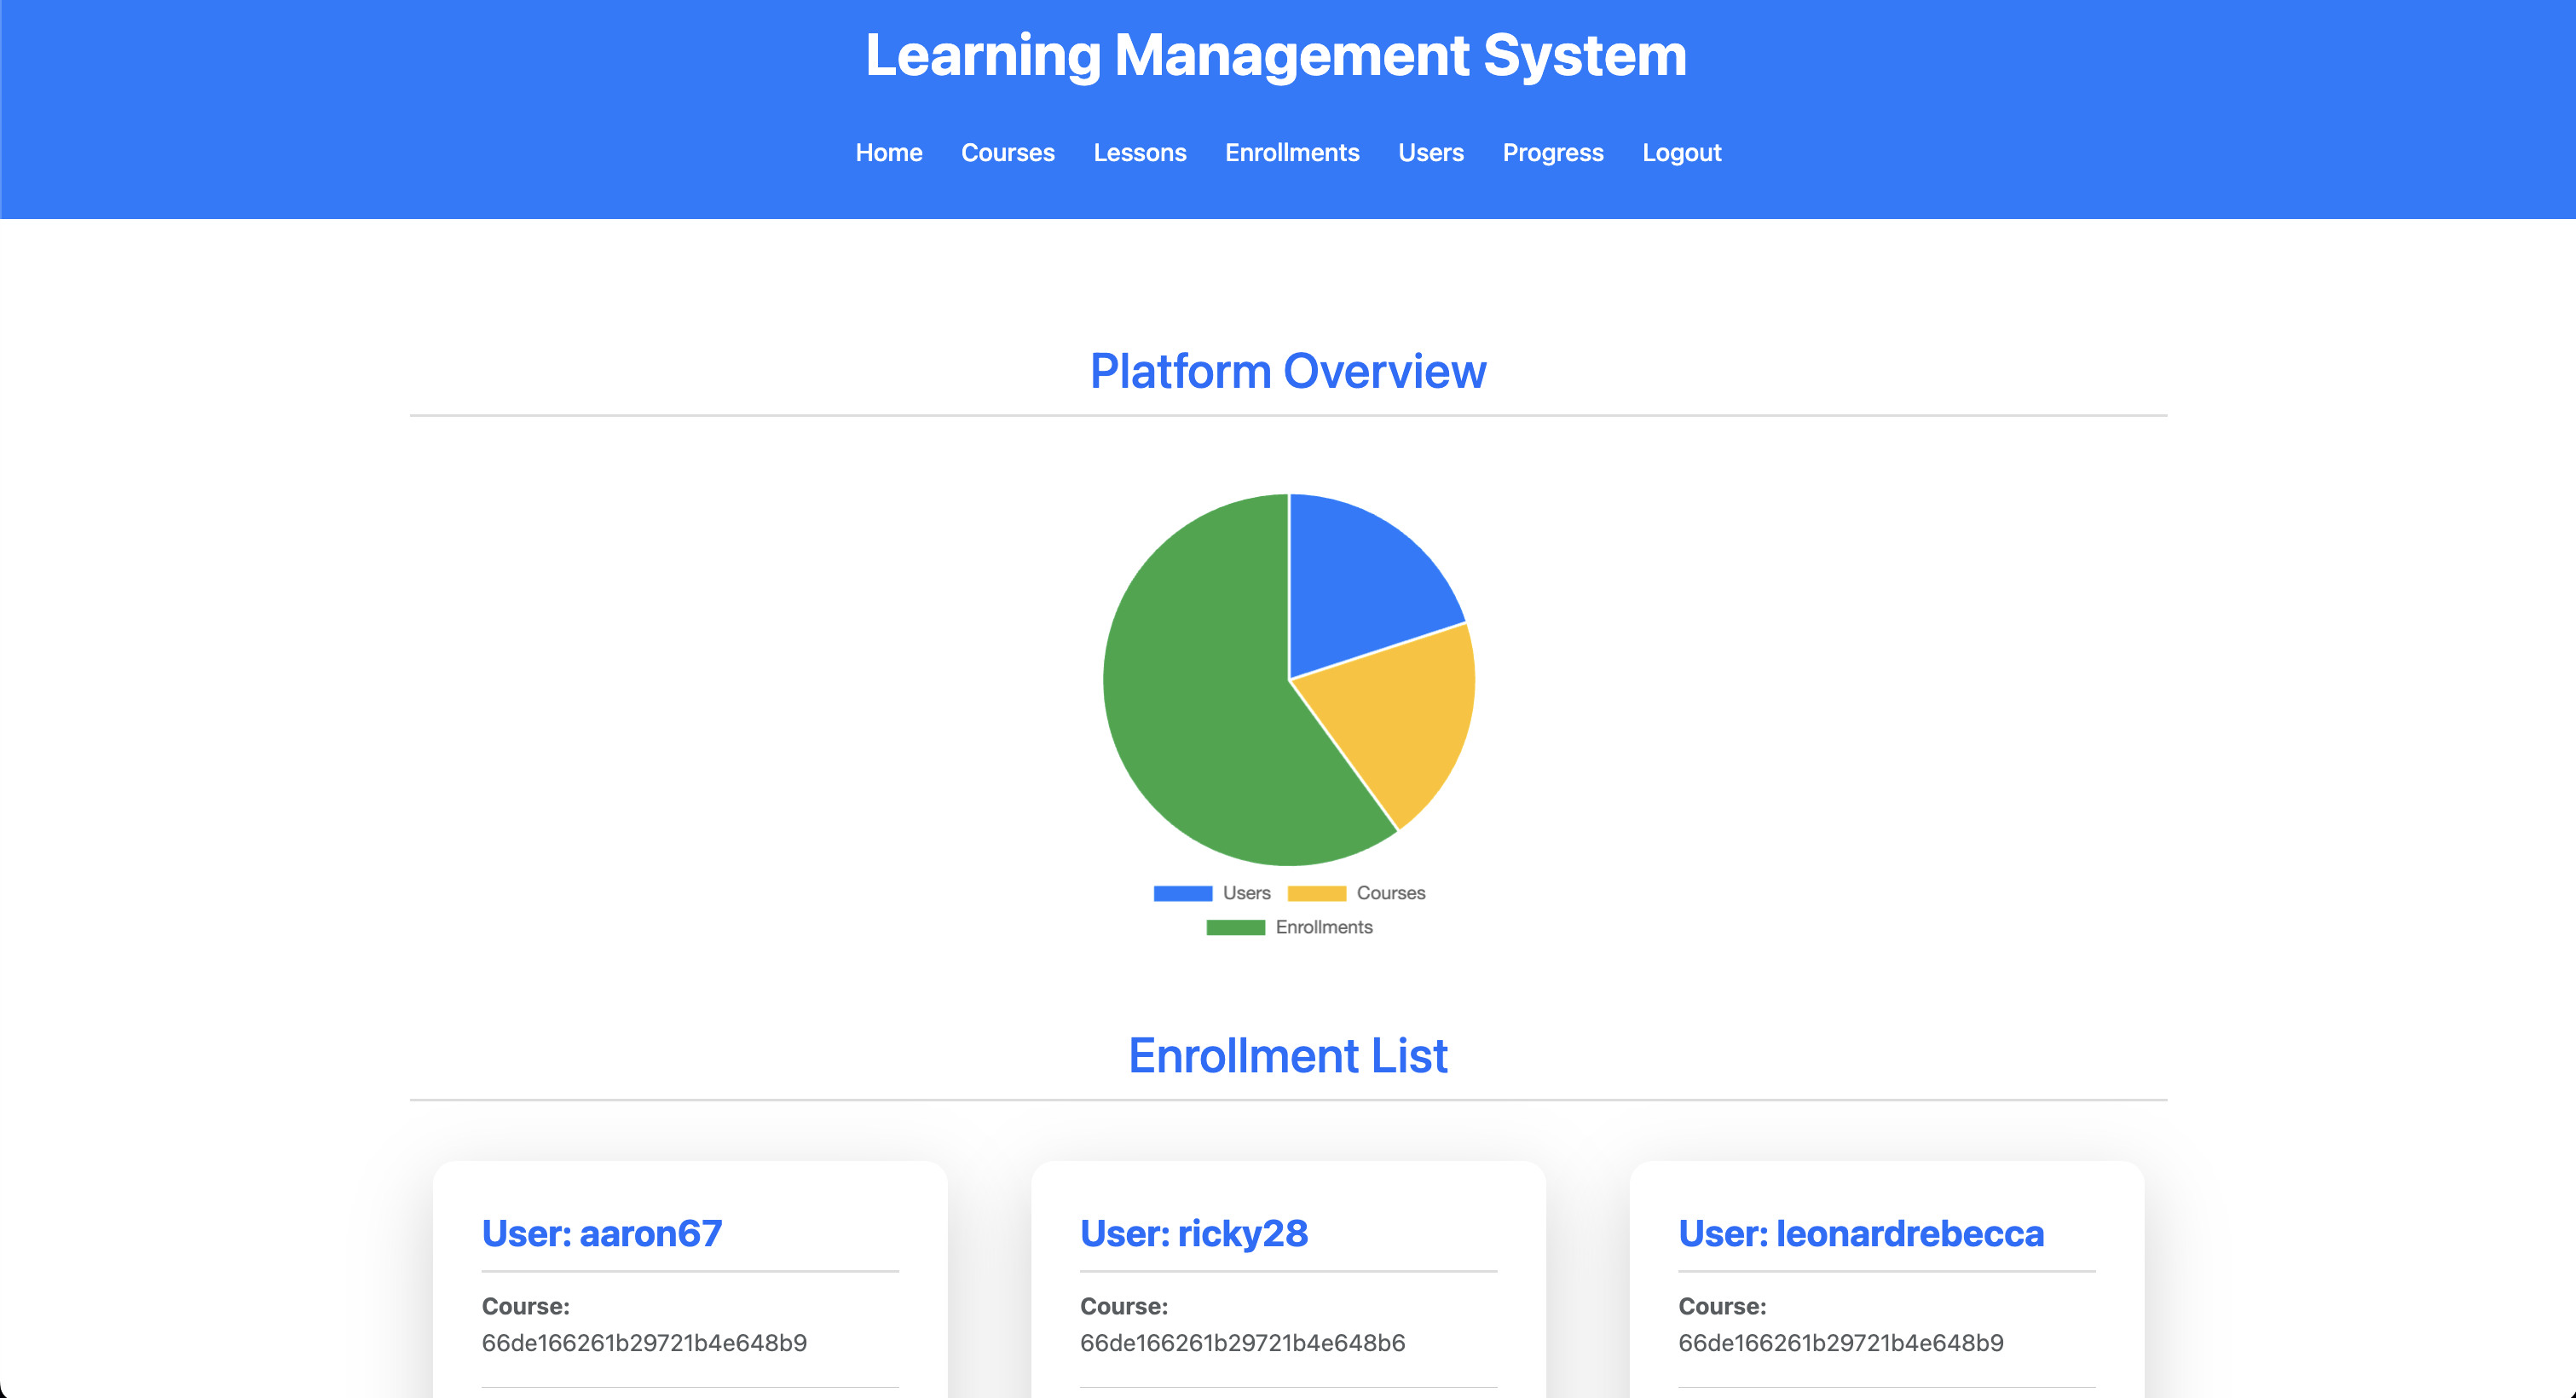 Learning Management System
Home Courses Lessons Enrollments Users Progress Logout
Platform Overview
Users Courses
Enrollments
Enrollment List
User: aaron67
Course:
66de166261b29721b4e648b9
User: ricky28
Course:
66de166261b29721b4e648b6
User: leonardrebecca
Course:
66de166261b29721b4e648b9